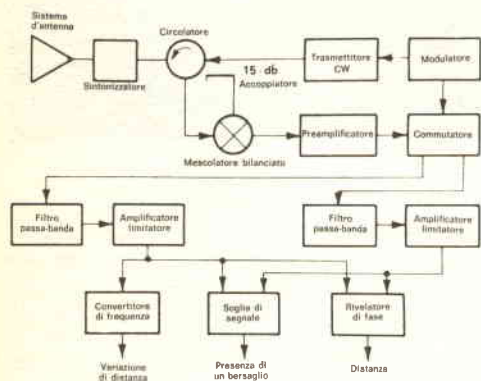 Sistema
d'antenna
Circolatore
Sintonizzatore
15 db
Accoppiatore
Trasmettitore
CW
Modulatore
Mescolatore bilanciato
Preamplificatore
Commutatore
Filtro
passa-banda
Amplificatore
limitatore
Filtro
passa-banda
Amplificatore
limitatore
Convertitore
di frequenza
Soglia di
segnale
Rivelatore
di fase
Variazione
di distanza
Presenza di
un bersaglio
Distanza